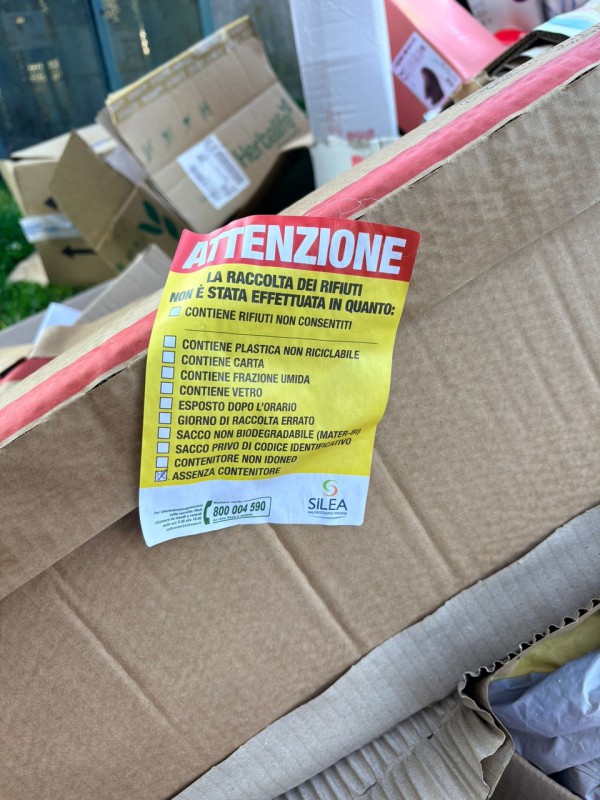 Herbalife
ATTENZIONE
LA RACCOLTA DEI RIFIUTI
NON È STATA EFFETTUATA IN QUANTO:
CONTIENE RIFIUTI NON CONSENTITI
CONTIENE PLASTICA NON RICICLABILE
CONTIENE CARTA
CONTIENE FRAZIONE UMIDA
CONTIENE VETRO
ESPOSTO DOPO L'ORARIO
GIORNO DI RACCOLTA ERRATO
SACCO NON BIODEGRADABILE (MATER-BI)
SACCO PRIVO DI CODICE IDENTIFICATIVO
CONTENITORE NON IDONEO
ASSENZA CONTENITORE
800 004 590
SiLEA